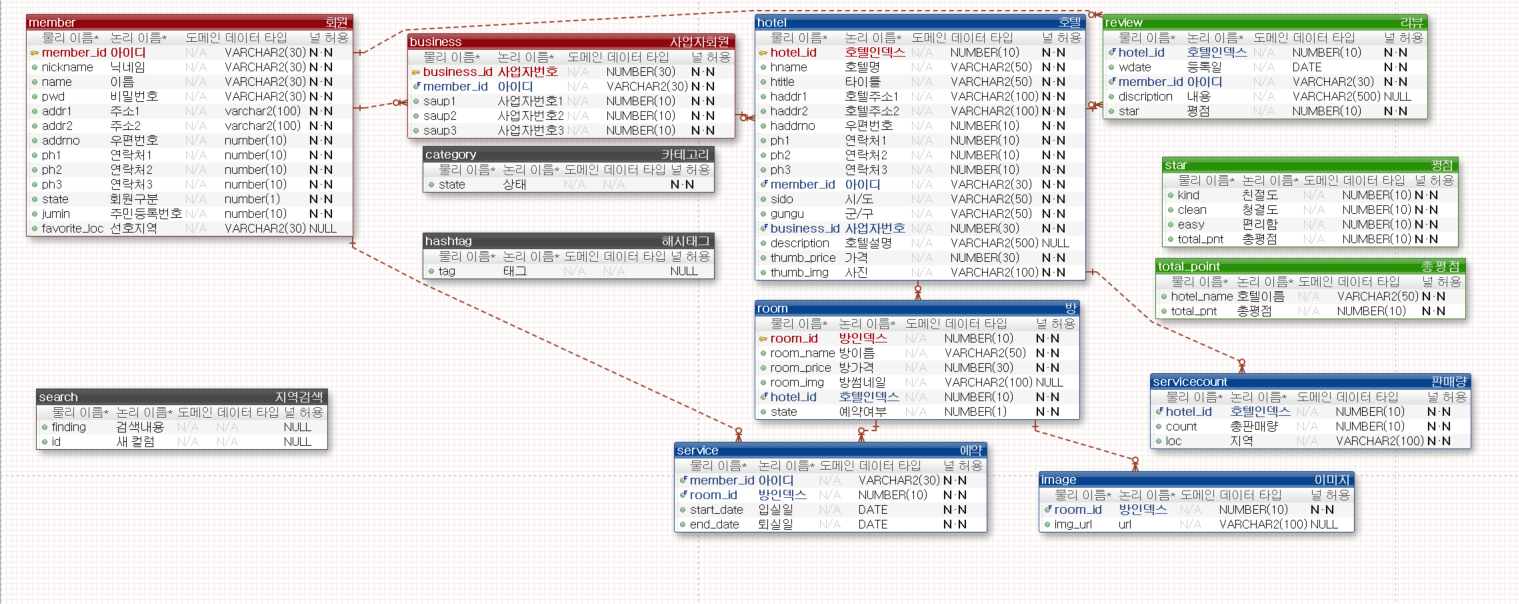 member 회원
물리 이름* 논리 이름* 도메인 데이터 타입 널 허용
member_id 아이디 N/A VARCHAR2(30) N·N
nickname 닉네임 N/A VARCHAR2(30) N·N
name 이름 N/A VARCHAR2(30) N·N
pwd 비밀번호 N/A VARCHAR2(30) N·N
addr1 주소1 N/A varchar2(100) N·N
addr2 주소2 N/A varchar2(100) N·N
addrno 우편번호 N/A number(10) N·N
ph1 연락처1 N/A number(10) N·N
ph2 연락처2 N/A number(10) N·N
ph3 연락처3 N/A number(10) N·N
state 회원구분 N/A number(1) N·N
jumin 주민등록번호 N/A number(10) N·N
favorite_loc 선호지역 N/A VARCHAR2(30) NULL
business 사업자회원
물리 이름* 논리 이름* 도메인 데이터 타입 널 허용
business_id 사업자번호 N/A NUMBER(30) N·N
member_id 아이디 N/A VARCHAR2(30) N·N
saup1 사업자번호1 N/A NUMBER(10) N·N
saup2 사업자번호2 N/A NUMBER(10) N·N
saup3 사업자번호3 N/A NUMBER(10) N·N
category 카테고리
물리 이름* 논리 이름* 도메인 데이터 타입 널 허용
state 상태 N/A N/A N·N
hashtag 해시태그
물리 이름* 논리 이름* 도메인 데이터 타입 널 허용
tag 태그 N/A N/A NULL
hotel 호텔
물리 이름* 논리 이름* 도메인 데이터 타입 널 허용
hotel_id 호텔인덱스 N/A NUMBER(10) N·N
hname 호텔명 N/A VARCHAR2(50) N·N
htitle 타이틀 N/A VARCHAR2(50) N·N
haddr1 호텔주소1 N/A VARCHAR2(100) N·N
haddr2 호텔주소2 N/A VARCHAR2(100) N·N
haddrno 우편번호 N/A NUMBER(10) N·N
ph1 연락처1 N/A NUMBER(10) N·N
ph2 연락처2 N/A NUMBER(10) N·N
ph3 연락처3 N/A NUMBER(10) N·N
member_id 아이디 N/A VARCHAR2(30) N·N
sido 시/도 N/A VARCHAR2(50) N·N
gungu 군/구 N/A VARCHAR2(50) N·N
business_id 사업자번호 N/A NUMBER(30) N·N
description 호텔설명 N/A VARCHAR2(500) NULL
thumb_price 가격 N/A NUMBER(30) N·N
thumb_img 사진 N/A VARCHAR2(100) N·N
review 리뷰
물리 이름* 논리 이름* 도메인 데이터 타입 널 허용
hotel_id 호텔인덱스 N/A NUMBER(10) N·N
wdate 등록일 N/A DATE N·N
member_id 아이디 N/A VARCHAR2(30) N·N
discription 내용 N/A VARCHAR2(500) NULL
star 평점 N/A NUMBER(10) N·N
star 평점
물리 이름* 논리 이름* 도메인 데이터 타입 널 허용
kind 친절도 N/A NUMBER(10) N·N
clean 청결도 N/A NUMBER(10) N·N
easy 편리함 N/A NUMBER(10) N·N
total_pnt 총평점 N/A NUMBER(10) N·N
total_point 총평점
물리 이름* 논리 이름* 도메인 데이터 타입 널 허용
hotel_name 호텔이름 N/A VARCHAR2(50) N·N
total_pnt 총평점 N/A NUMBER(10) N·N
room 방
물리 이름* 논리 이름* 도메인 데이터 타입 널 허용
room_id 방인덱스 N/A NUMBER(10) N·N
room_name 방이름 N/A VARCHAR2(50) N·N
room_price 방가격 N/A NUMBER(30) N·N
room_img 방썸네일 N/A VARCHAR2(100) NULL
hotel_id 호텔인덱스 N/A NUMBER(10) N·N
state 예약여부 N/A NUMBER(1) N·N
servicecount 판매량
물리 이름* 논리 이름* 도메인 데이터 타입 널 허용
hotel_id 호텔인덱스 N/A NUMBER(10) N·N
count 총판매량 N/A NUMBER(10) N·N
loc 지역 N/A VARCHAR2(100) N·N
search 지역검색
물리 이름* 논리 이름* 도메인 데이터 타입 널 허용
finding 검색내용 N/A N/A NULL
id 새 컬럼 N/A N/A NULL
service 예약
물리 이름* 논리 이름* 도메인 데이터 타입 널 허용
member_id 아이디 N/A VARCHAR2(30) N·N
room_id 방인덱스 N/A NUMBER(10) N·N
start_date 입실일 N/A DATE N·N
end_date 퇴실일 N/A DATE N·N
image 이미지
물리 이름* 논리 이름* 도메인 데이터 타입 널 허용
room_id 방인덱스 N/A NUMBER(10) N·N
img_url url N/A VARCHAR2(100) NULL